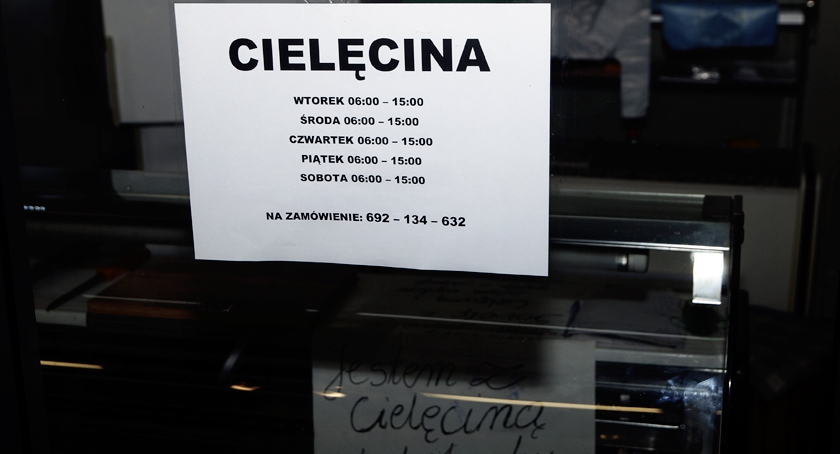 CIELĘCINA
WTOREK 06:00 – 15:00
ŚRODA 06:00 – 15:00
CZWARTEK 06:00 – 15:00
PIĄTEK 06:00 – 15:00
SOBOTA 06:00 – 15:00
NA ZAMÓWIENIE: 692 – 134 – 632
Jestem z
Cielęciną